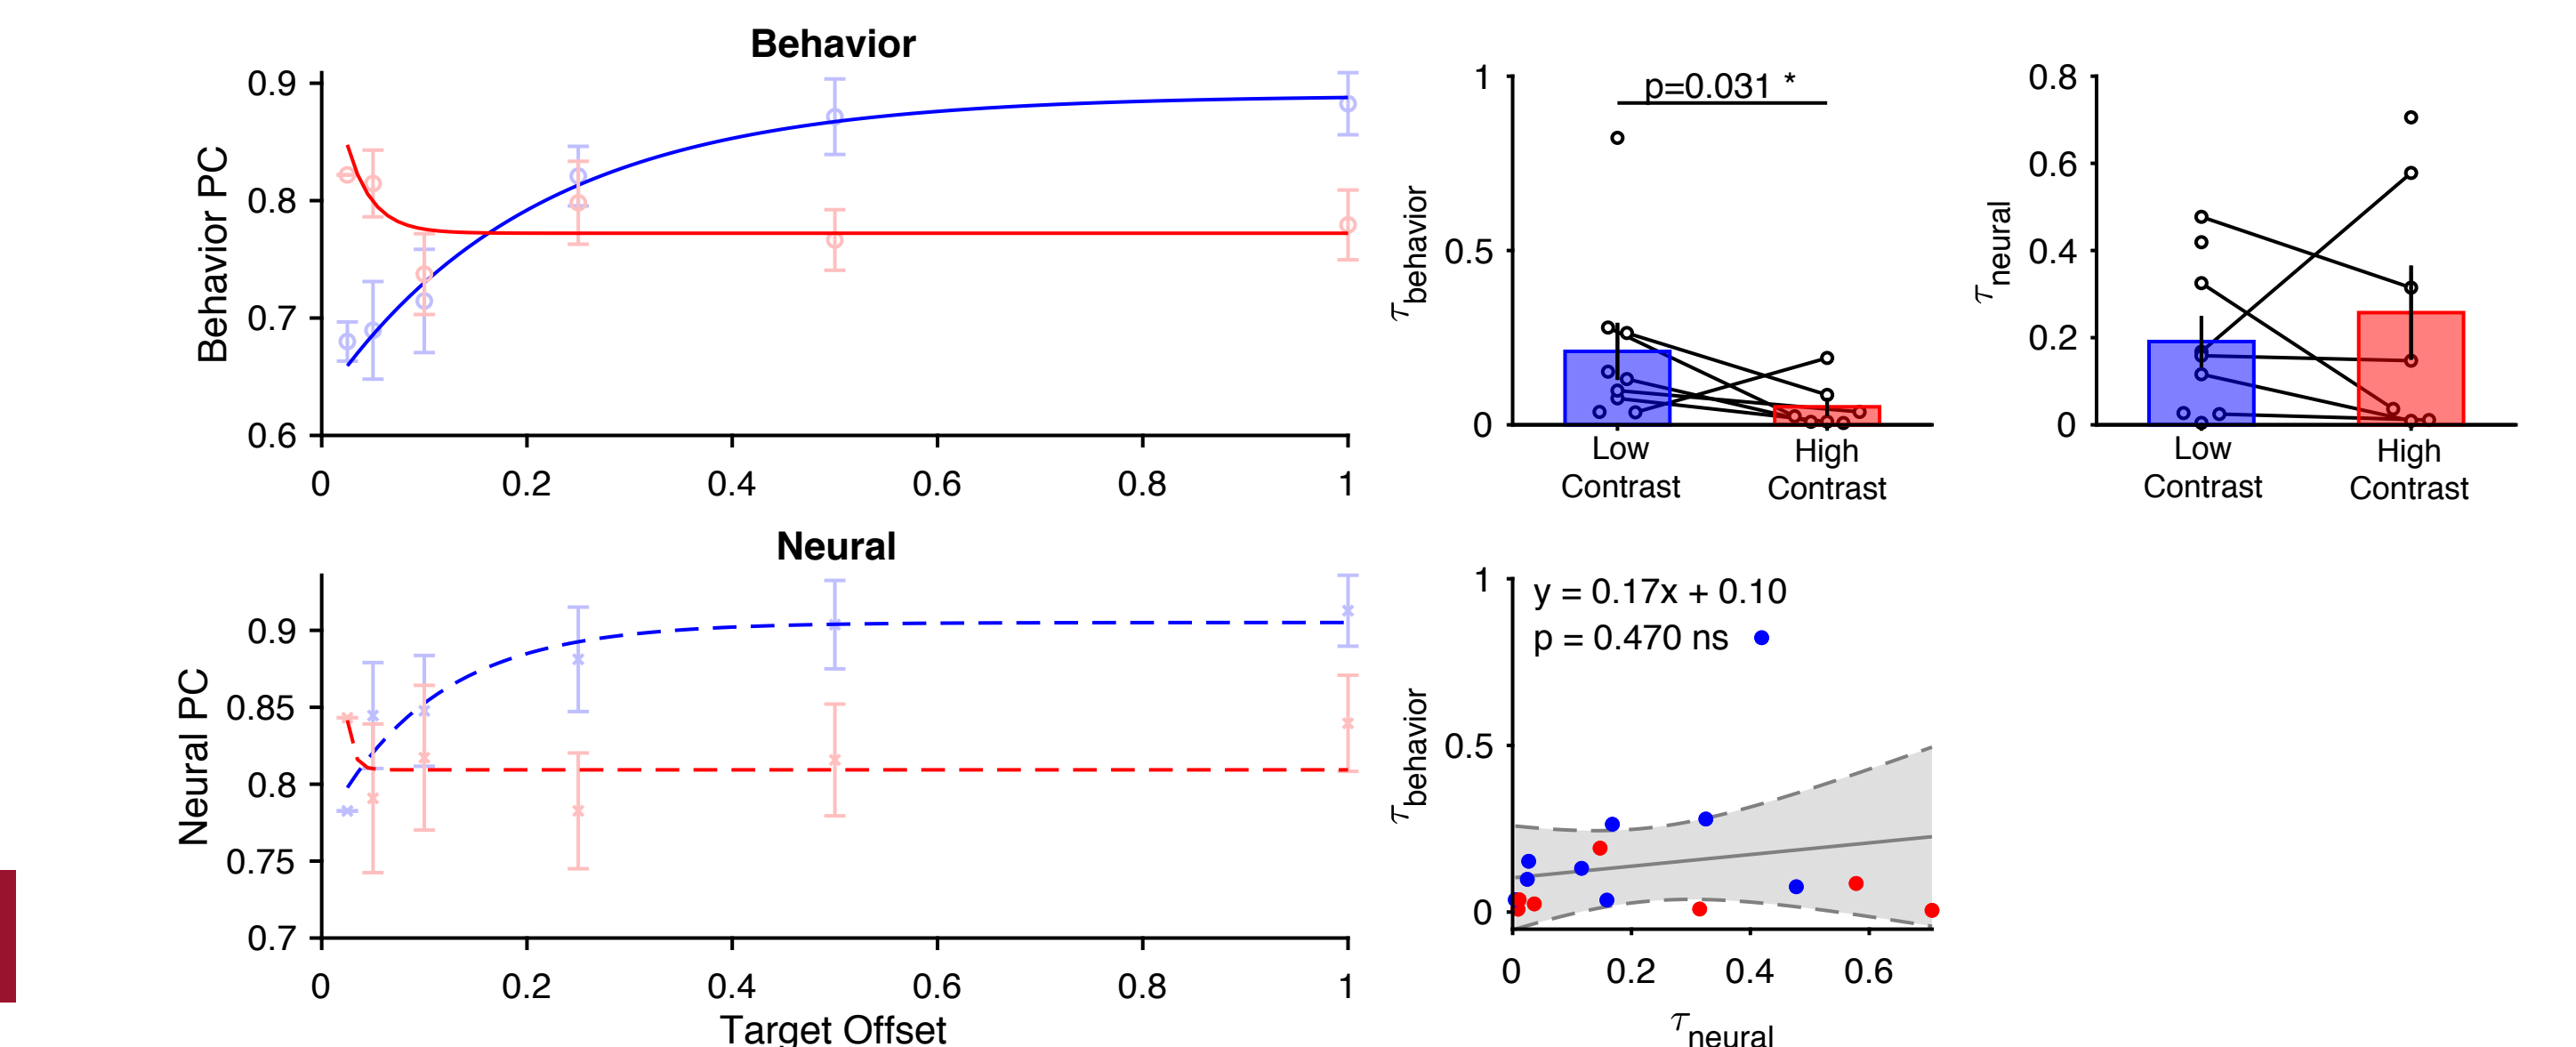 Behavior
Behavior PC
0.9
0.8
0.7
0.6
0 0.2 0.4 0.6 0.8 1
p=0.031 *
τbehavior
1
0.5
0
Low Contrast
High Contrast
τneural
0.8
0.6
0.4
0.2
0
Low Contrast
High Contrast
Neural
Neural PC
0.9
0.85
0.8
0.75
0.7
0 0.2 0.4 0.6 0.8 1
Target Offset
y = 0.17x + 0.10
p = 0.470 ns
τbehavior
1
0.5
0
0 0.2 0.4 0.6
τneural